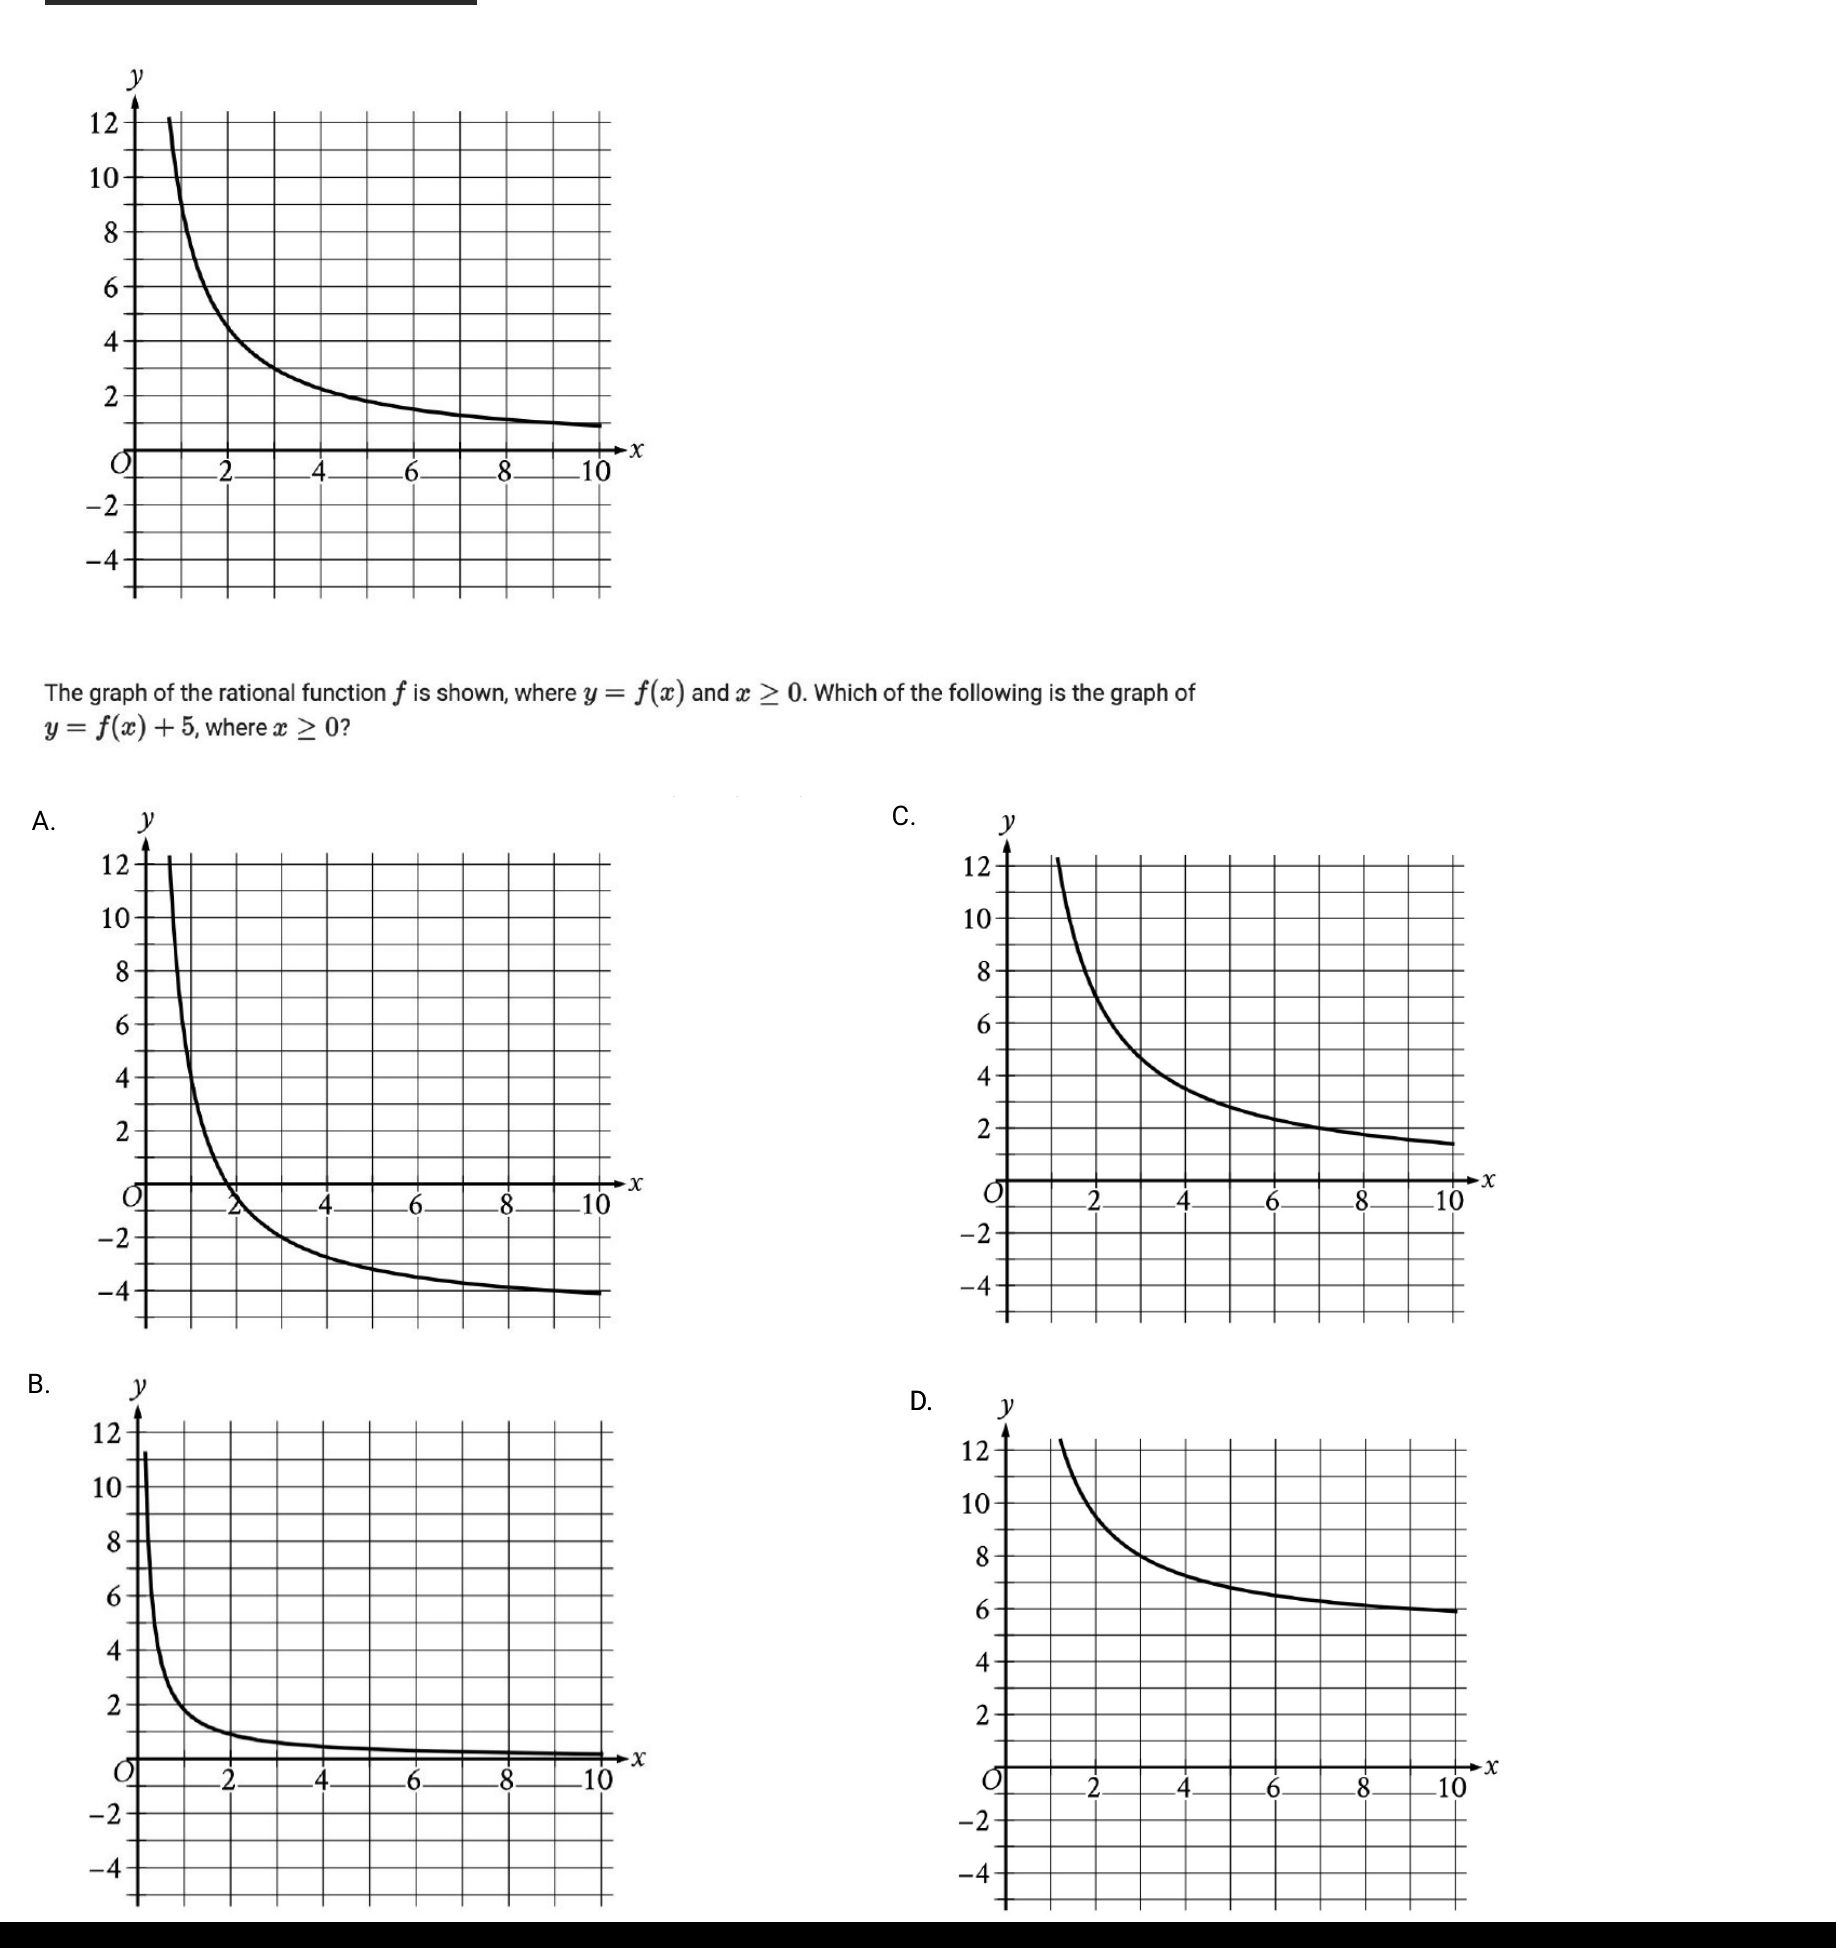 y
12
10
8
6
4
2
O 2 4 6 8 10 x
−2
−4
The graph of the rational function f is shown, where y = f(x) and x ≥ 0. Which of the following is the graph of
y = f(x) + 5, where x ≥ 0?
A.
y
12
10
8
6
4
2
O 2 4 6 8 10 x
−2
−4
C.
y
12
10
8
6
4
2
O 2 4 6 8 10 x
−2
−4
B.
y
12
10
8
6
4
2
O 2 4 6 8 10 x
−2
−4
D.
y
12
10
8
6
4
2
O 2 4 6 8 10 x
−2
−4